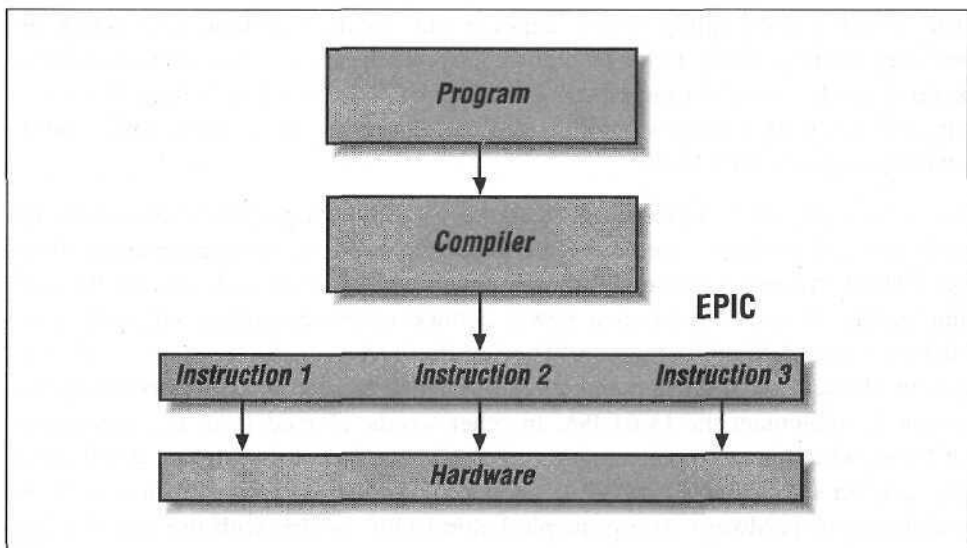 Program
Compiler
EPIC
Instruction 1 Instruction 2 Instruction 3
Hardware